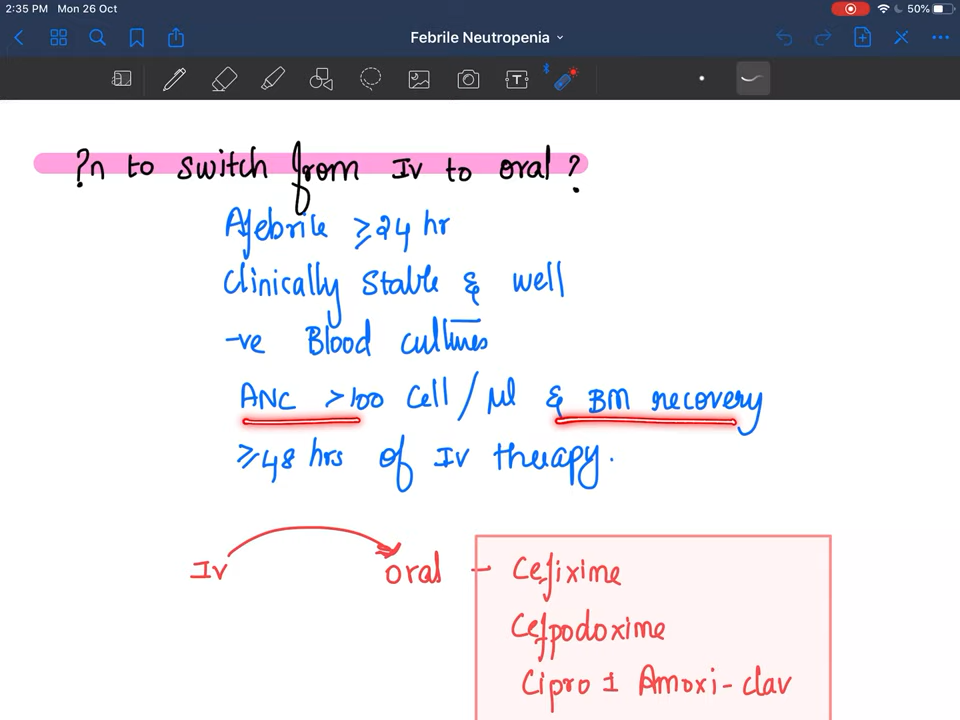 2:35 PM Mon 26 Oct
50%
Febrile Neutropenia
?n to switch from Iv to oral?
Afebrile ≥24 hr
Clinically Stable & well
-ve Blood cultures
ANC >100 Cell/μl & BM recovery
≥48 hrs of Iv therapy.
Iv oral - Cefixime
Cefpodoxime
Cipro ± Amoxi-clav